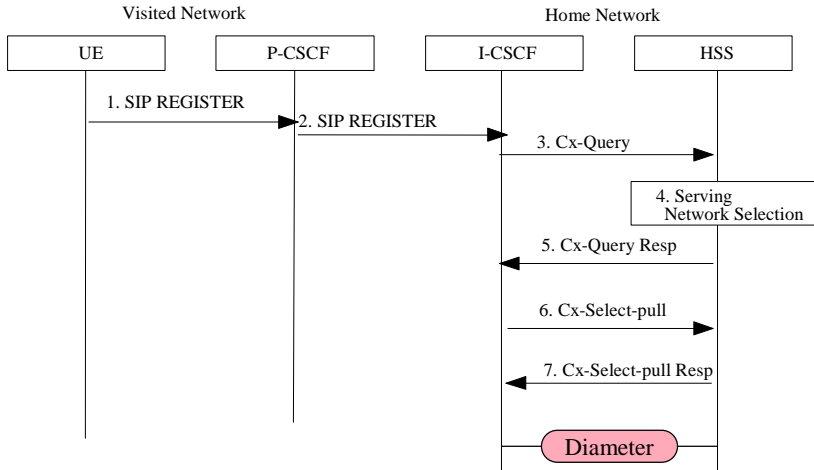 Visited Network
Home Network
UE
P-CSCF
I-CSCF
HSS
1. SIP REGISTER
2. SIP REGISTER
3. Cx-Query
4. Serving
Network Selection
5. Cx-Query Resp
6. Cx-Select-pull
7. Cx-Select-pull Resp
Diameter